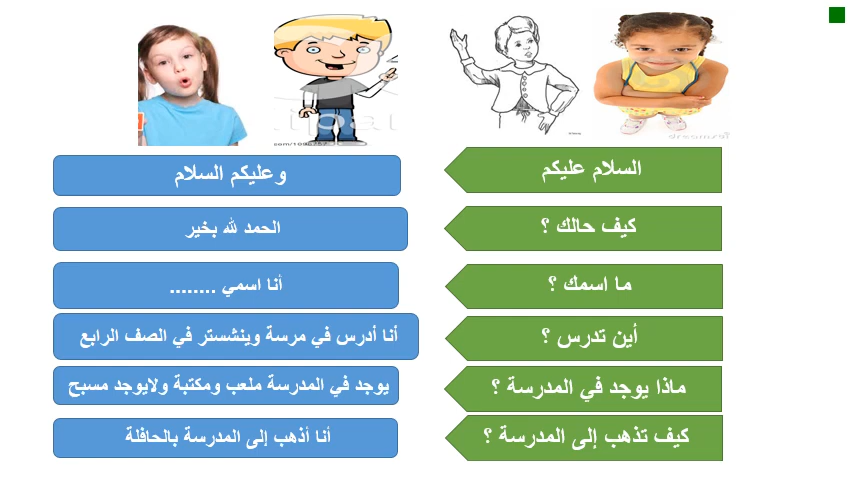 السلام عليكم
وعليكم السلام
كيف حالك ؟
الحمد لله بخير
ما اسمك ؟
أنا اسمي ........
أين تدرس ؟
أنا أدرس في مرسة وينشستر في الصف الرابع
ماذا يوجد في المدرسة ؟
يوجد في المدرسة ملعب ومكتبة ولايوجد مسبح
كيف تذهب إلى المدرسة ؟
أنا أذهب إلى المدرسة بالحافلة